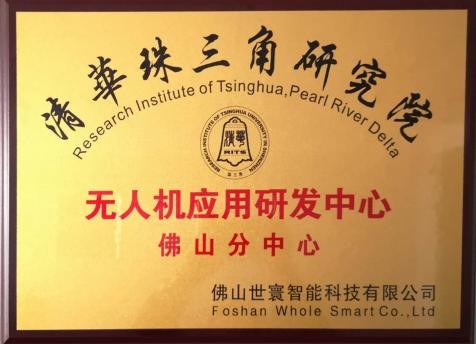 清華珠三角研究院
Research Institute of Tsinghua,Pearl River Delta
RITS
无人机应用研发中心
佛山分中心
佛山世寰智能科技有限公司
Foshan Whole Smart Co.,Ltd